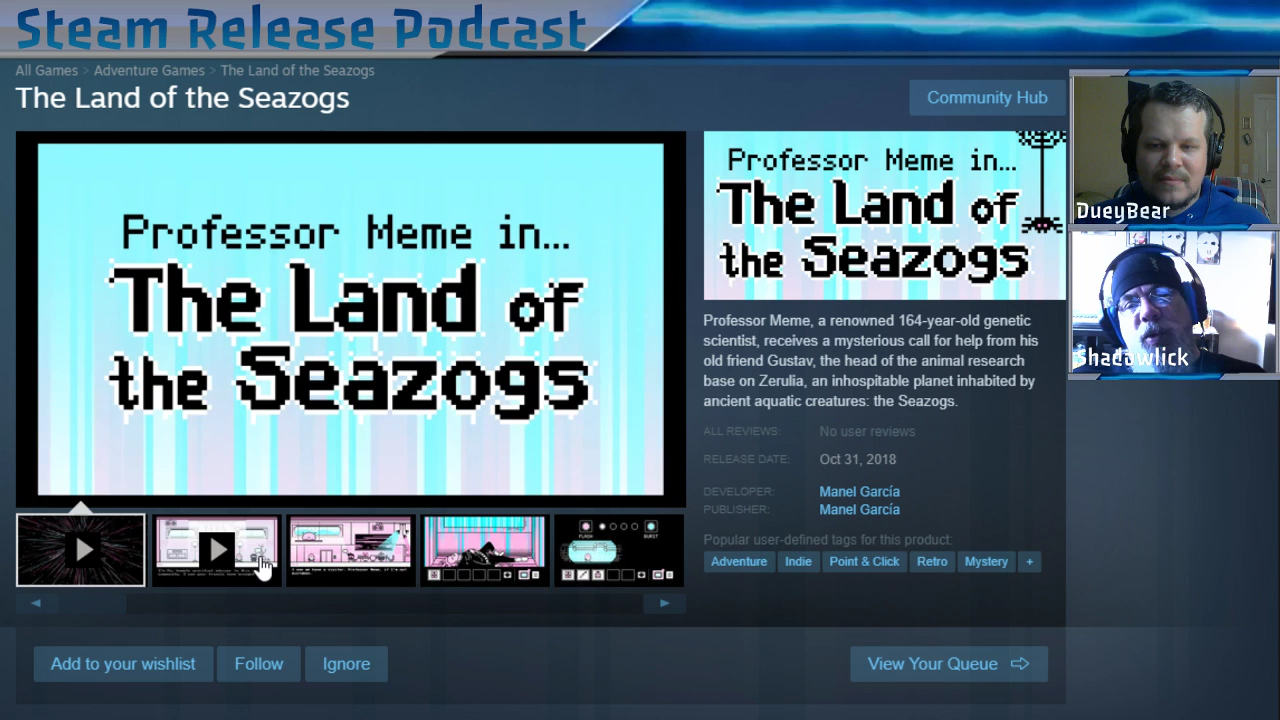 Steam Release Podcast
All Games > Adventure Games > The Land of the Seazogs
The Land of the Seazogs
Community Hub
Professor Meme in...
The Land of
the Seazogs
Professor Meme in...
The Land of
the Seazogs
DueyBear
Shadowlick
Professor Meme, a renowned 164-year-old genetic
scientist, receives a mysterious call for help from his
old friend Gustav, the head of the animal research
base on Zerulia, an inhospitable planet inhabited by
ancient aquatic creatures: the Seazogs.
ALL REVIEWS: No user reviews
RELEASE DATE: Oct 31, 2018
DEVELOPER: Manel García
PUBLISHER: Manel García
Popular user-defined tags for this product:
Adventure Indie Point & Click Retro Mystery +
Add to your wishlist Follow Ignore
View Your Queue